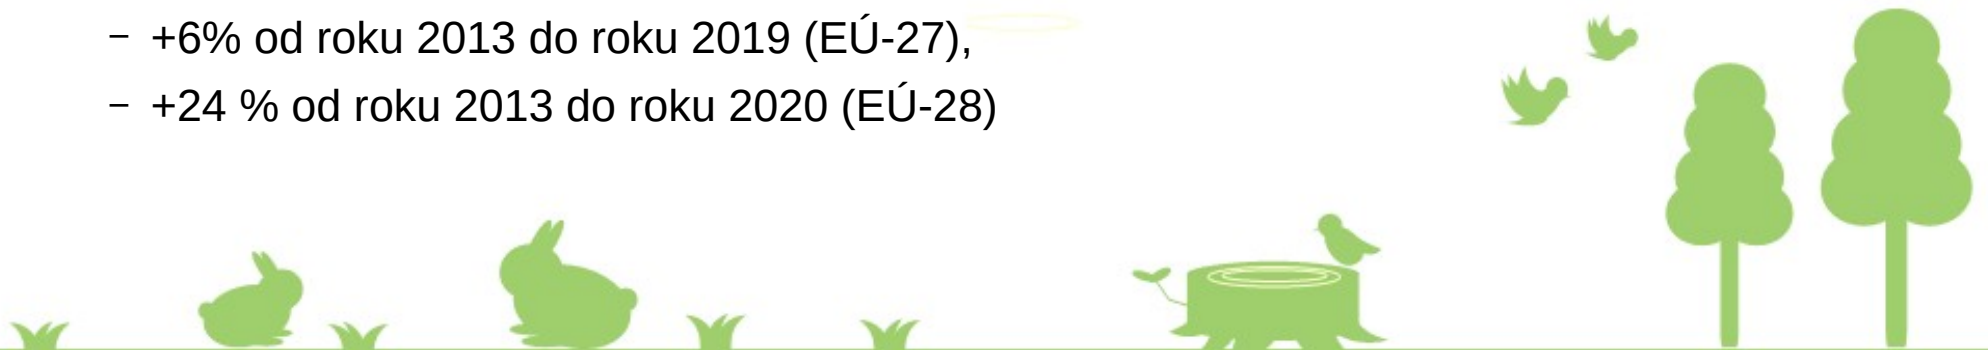 – +6% od roku 2013 do roku 2019 (EÚ-27),
– +24 % od roku 2013 do roku 2020 (EÚ-28)